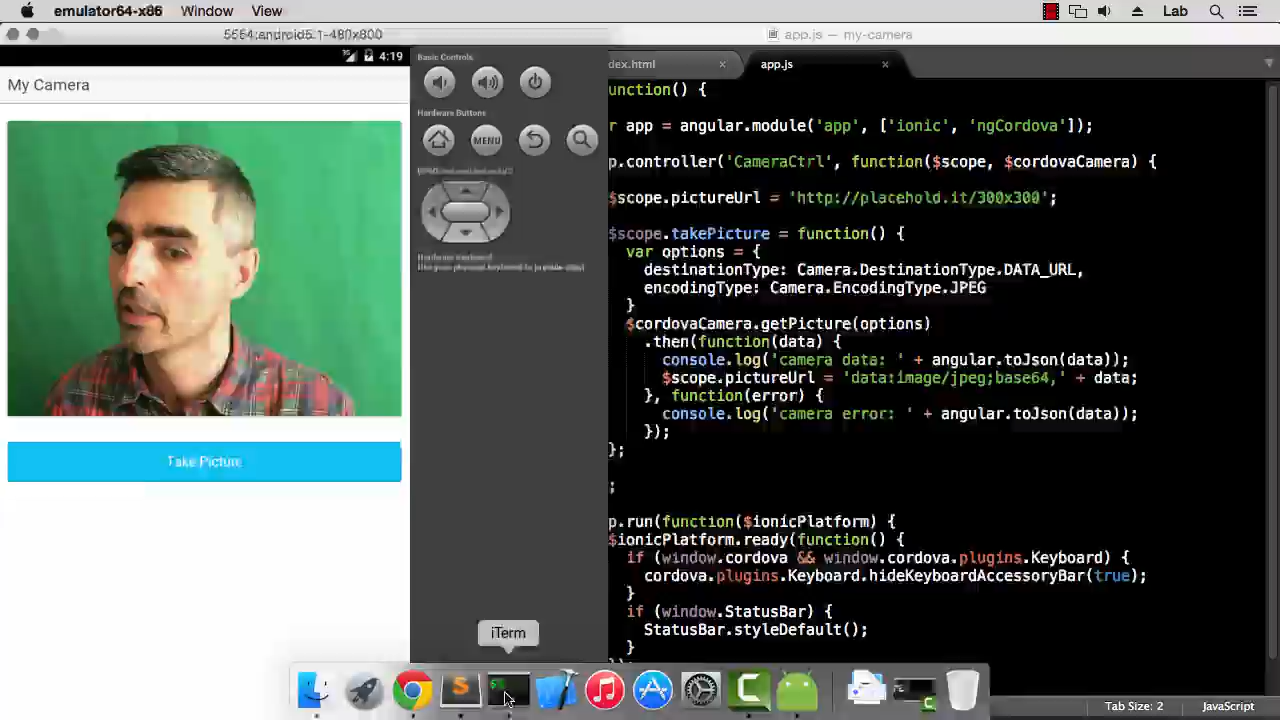 emulator64-x86 Window View Lab
5554:android5.1-480x800
app.js — my-camera
3G 4:19
My Camera
Take Picture
Basic Controls
Hardware Buttons
MENU
dex.html
app.js
unction() {
r app = angular.module('app', ['ionic', 'ngCordova']);
p.controller('CameraCtrl', function($scope, $cordovaCamera) {
$scope.pictureUrl = 'http://placehold.it/300x300';
$scope.takePicture = function() {
var options = {
destinationType: Camera.DestinationType.DATA_URL,
encodingType: Camera.EncodingType.JPEG
}
$cordovaCamera.getPicture(options)
.then(function(data) {
console.log('camera data: ' + angular.toJson(data));
$scope.pictureUrl = 'data:image/jpeg;base64,' + data;
}, function(error) {
console.log('camera error: ' + angular.toJson(data));
});
};
;
p.run(function($ionicPlatform) {
$ionicPlatform.ready(function() {
if (window.cordova && window.cordova.plugins.Keyboard) {
cordova.plugins.Keyboard.hideKeyboardAccessoryBar(true);
}
if (window.StatusBar) {
StatusBar.styleDefault();
}
iTerm
Tab Size: 2 JavaScript